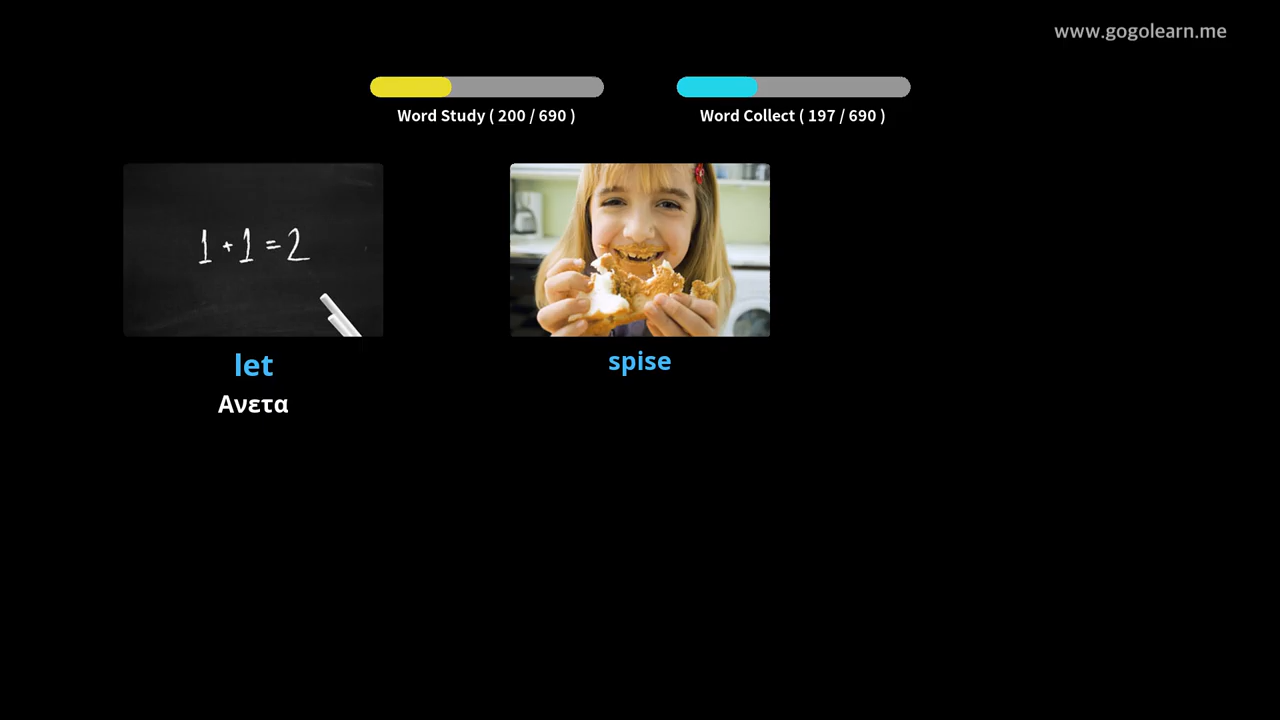 www.gogolearn.me
Word Study ( 200 / 690 )
Word Collect ( 197 / 690 )
1 + 1 = 2
let
Ανετα
spise